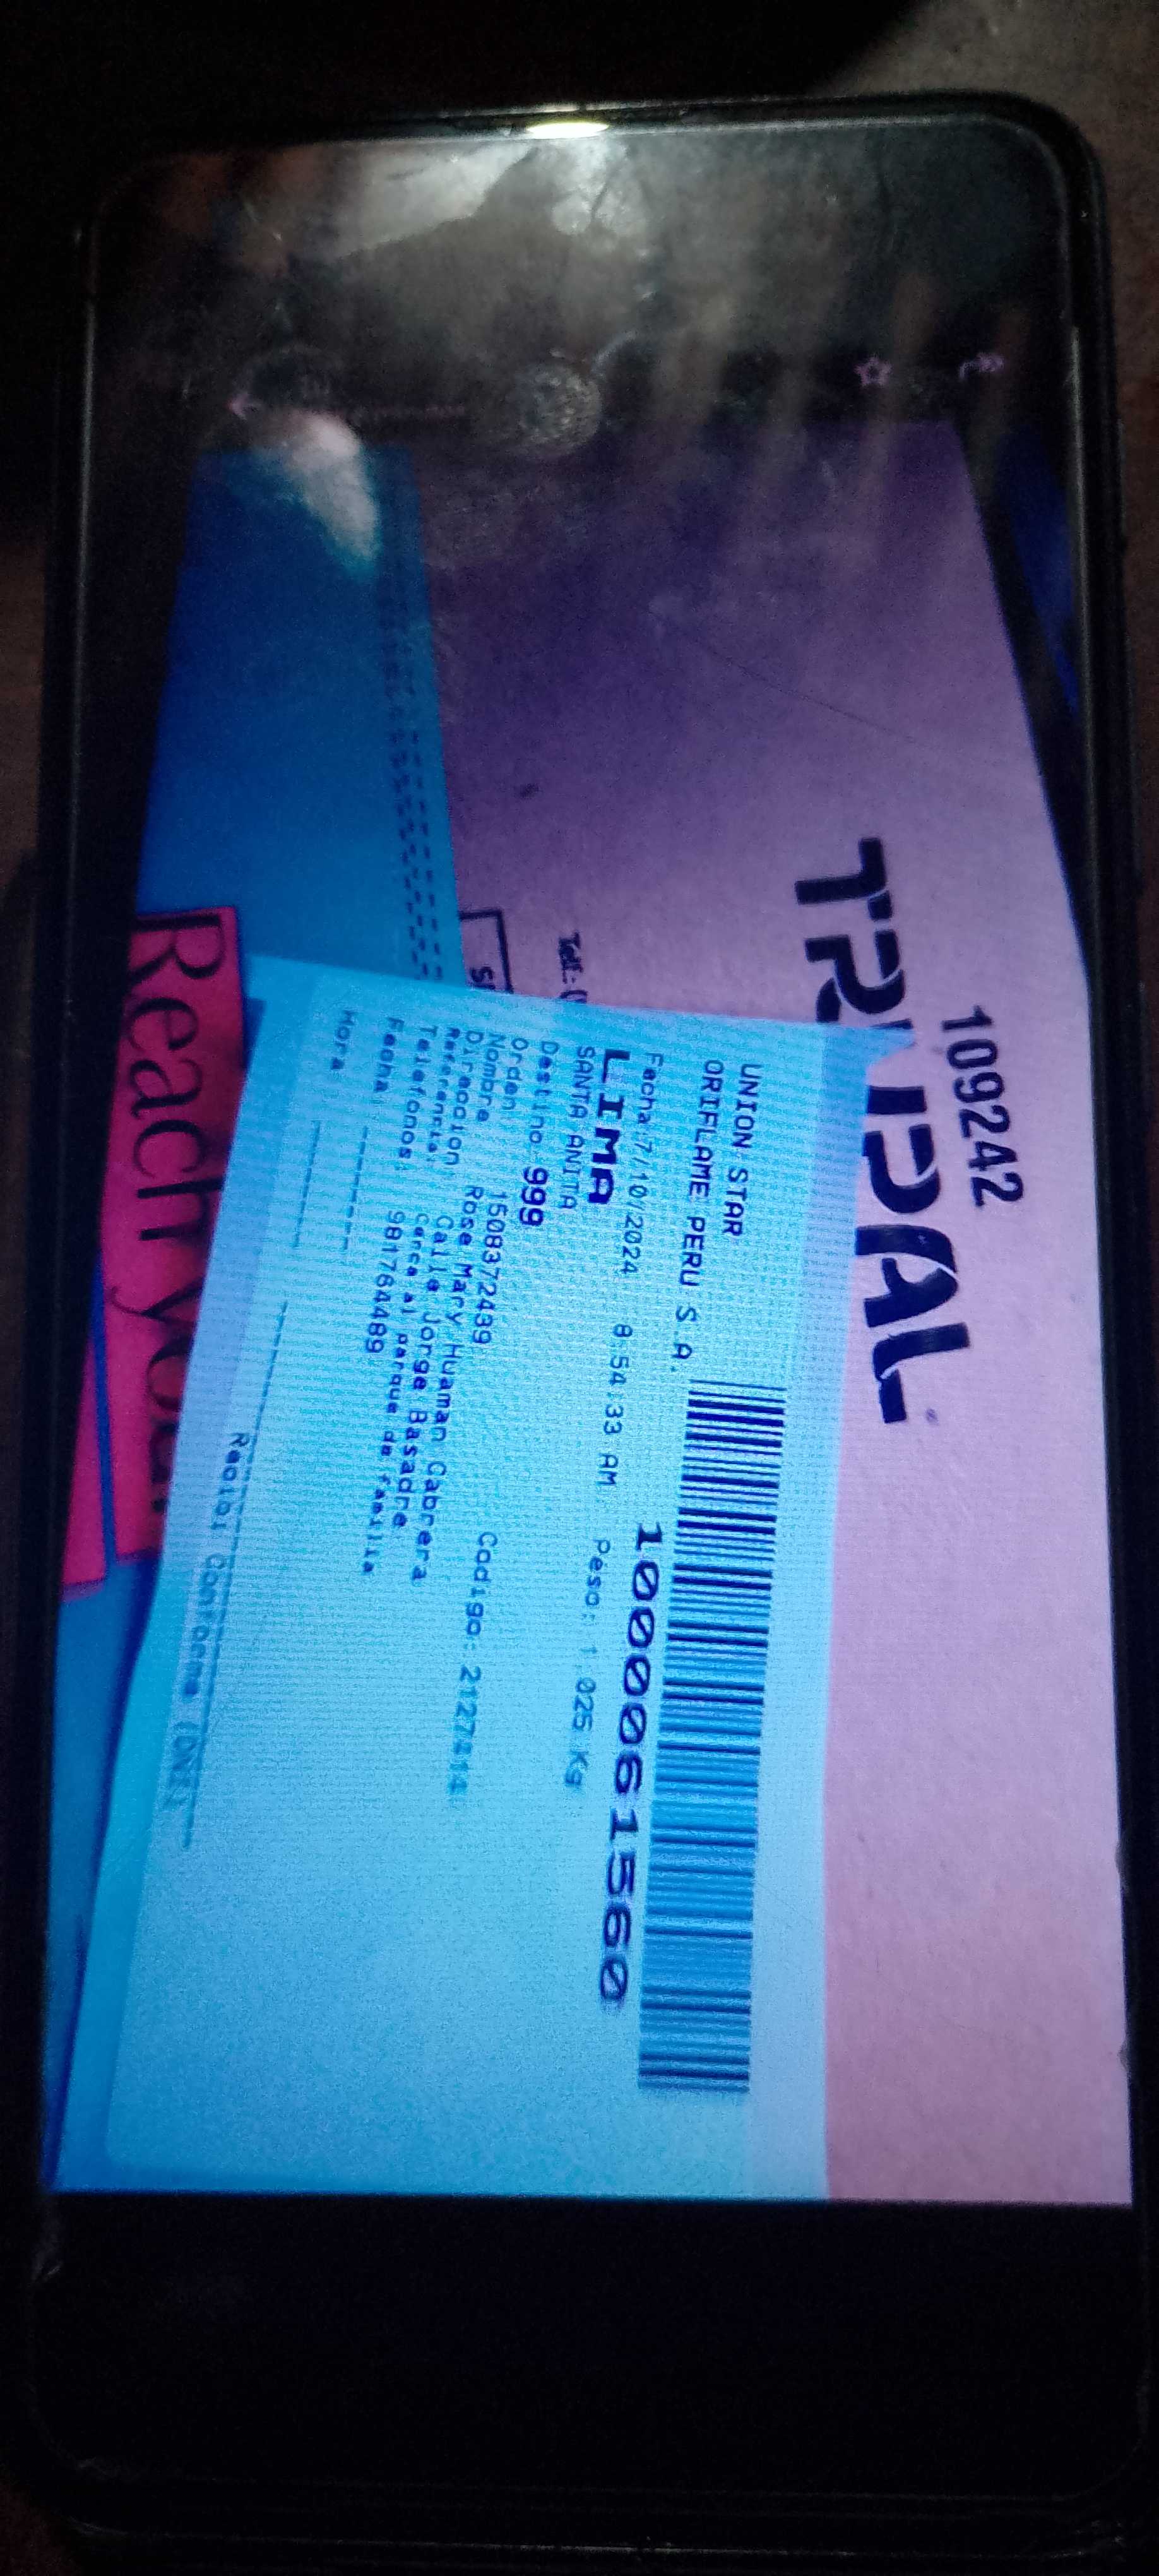 109242
UNION STAR
ORIFLAME PERU S.A.
10000061560
Fecha:7/10/2024 8:54:33 AM Peso: 1.025 Kg
LIMA
SANTA ANITA
Destino:999
Orden: 1508372439 Codigo:
Nombre: Rose Mary Huaman Cabrera
Direccion: Calle Jorge Basadre
Referencia: Cerca al parque de familia
Telefonos: 981764489
Fecha:
Hora:
Recibi Conforme (DNI)
Telf.:(
Reach